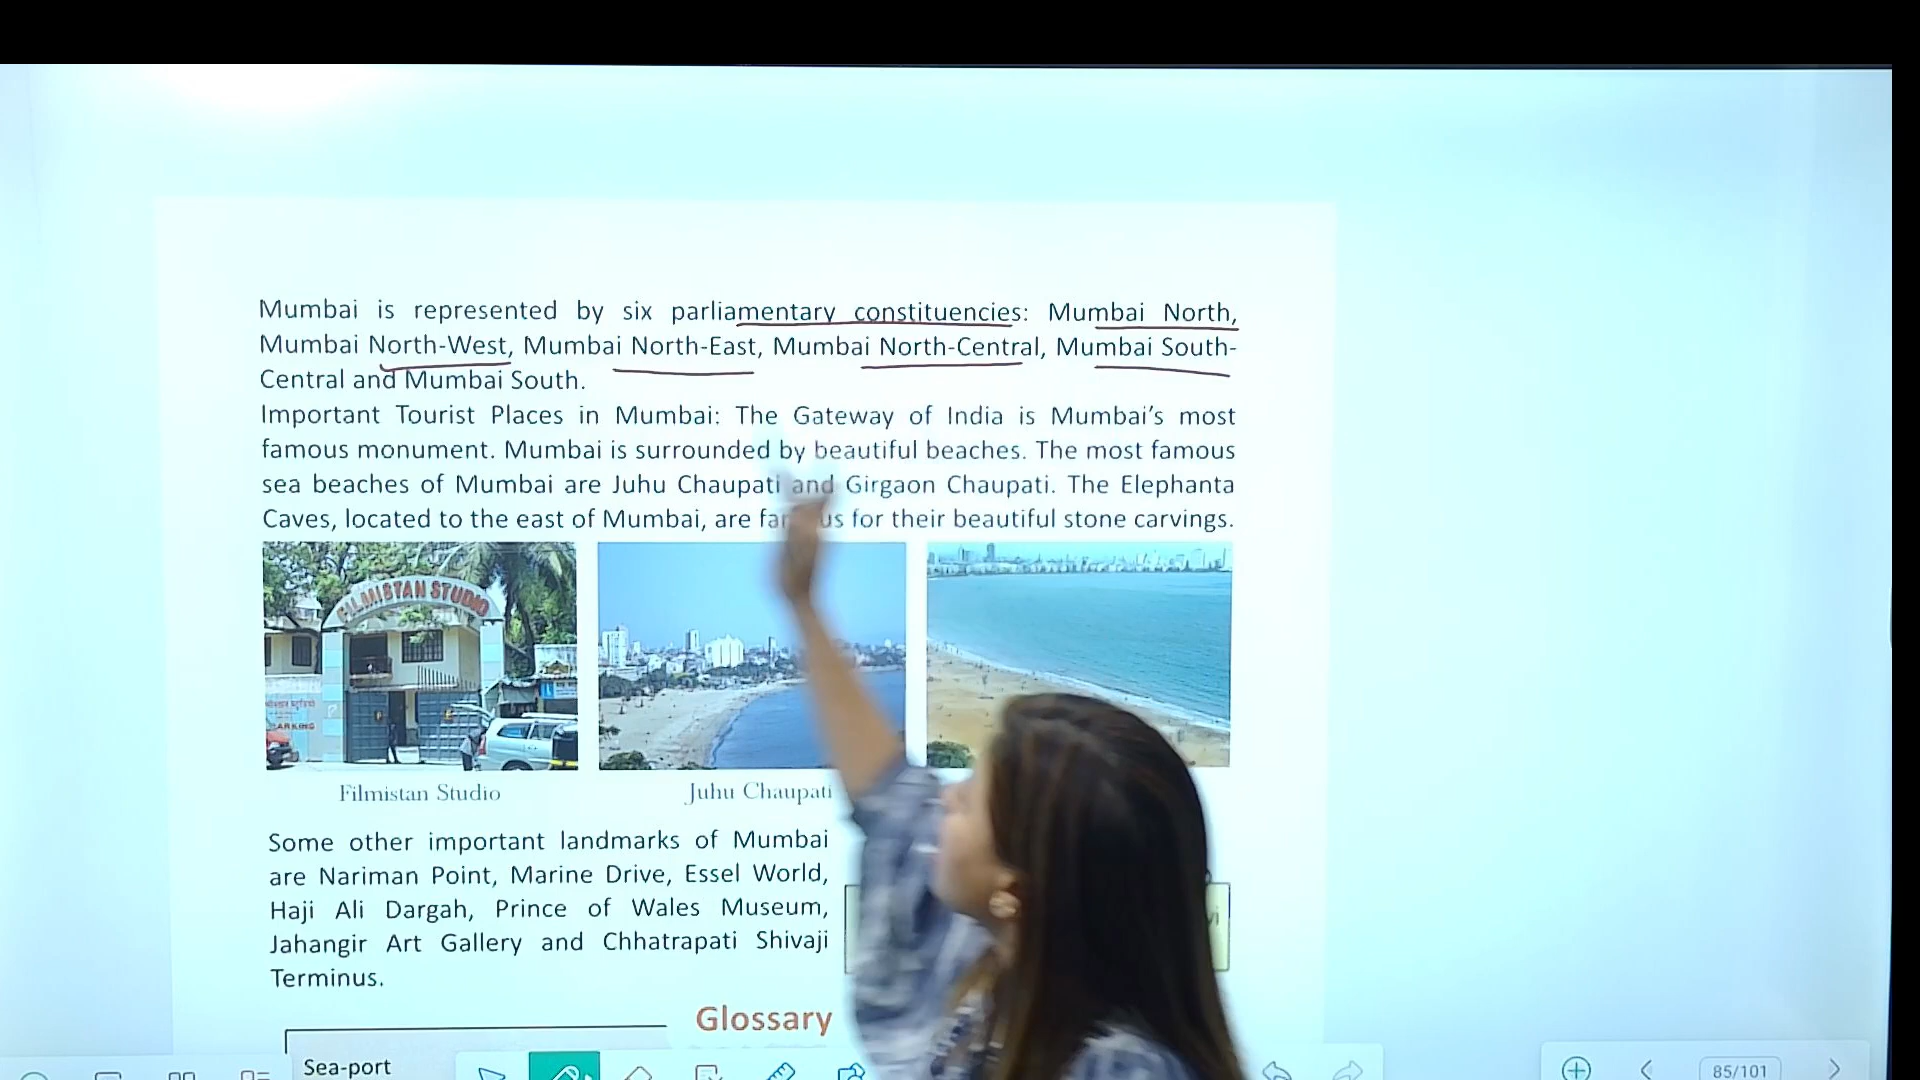 Mumbai is represented by six parliamentary constituencies: Mumbai North,
Mumbai North-West, Mumbai North-East, Mumbai North-Central, Mumbai South-
Central and Mumbai South.
Important Tourist Places in Mumbai: The Gateway of India is Mumbai's most
famous monument. Mumbai is surrounded by beautiful beaches. The most famous
sea beaches of Mumbai are Juhu Chaupati and Girgaon Chaupati. The Elephanta
Caves, located to the east of Mumbai, are for their beautiful stone carvings.
FILMISTAN STUDIO
ARKING
Filmistan Studio
Juhu Chaupati
Some other important landmarks of Mumbai
are Nariman Point, Marine Drive, Essel World,
Haji Ali Dargah, Prince of Wales Museum,
Jahangir Art Gallery and Chhatrapati Shivaji
Terminus.
Glossary
Sea-port
85/101